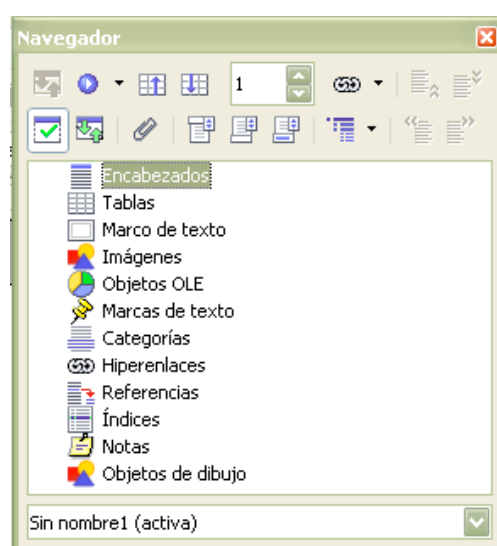 Navegador
1
Encabezados
Tablas
Marco de texto
Imágenes
Objetos OLE
Marcas de texto
Categorías
Hiperenlaces
Referencias
Índices
Notas
Objetos de dibujo
Sin nombre1 (activa)